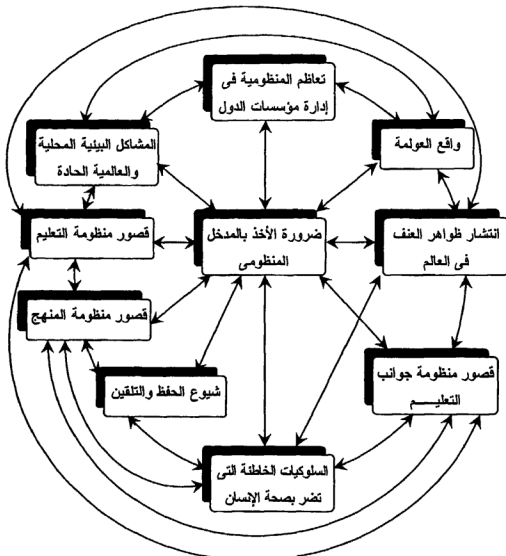 تعاظم المنظومية فى
إدارة مؤسسات الدول
المشاكل البيئية المحلية
والعالمية الحادة
واقع العولمة
قصور منظومة التعليم
ضرورة الأخذ بالمدخل
المنظومى
انتشار ظواهر العنف
فى العالم
قصور منظومة المنهج
شيوع الحفظ والتلقين
قصور منظومة جوانب
التعليـــــم
السلوكيات الخاطئة التى
تضر بصحة الإنسان